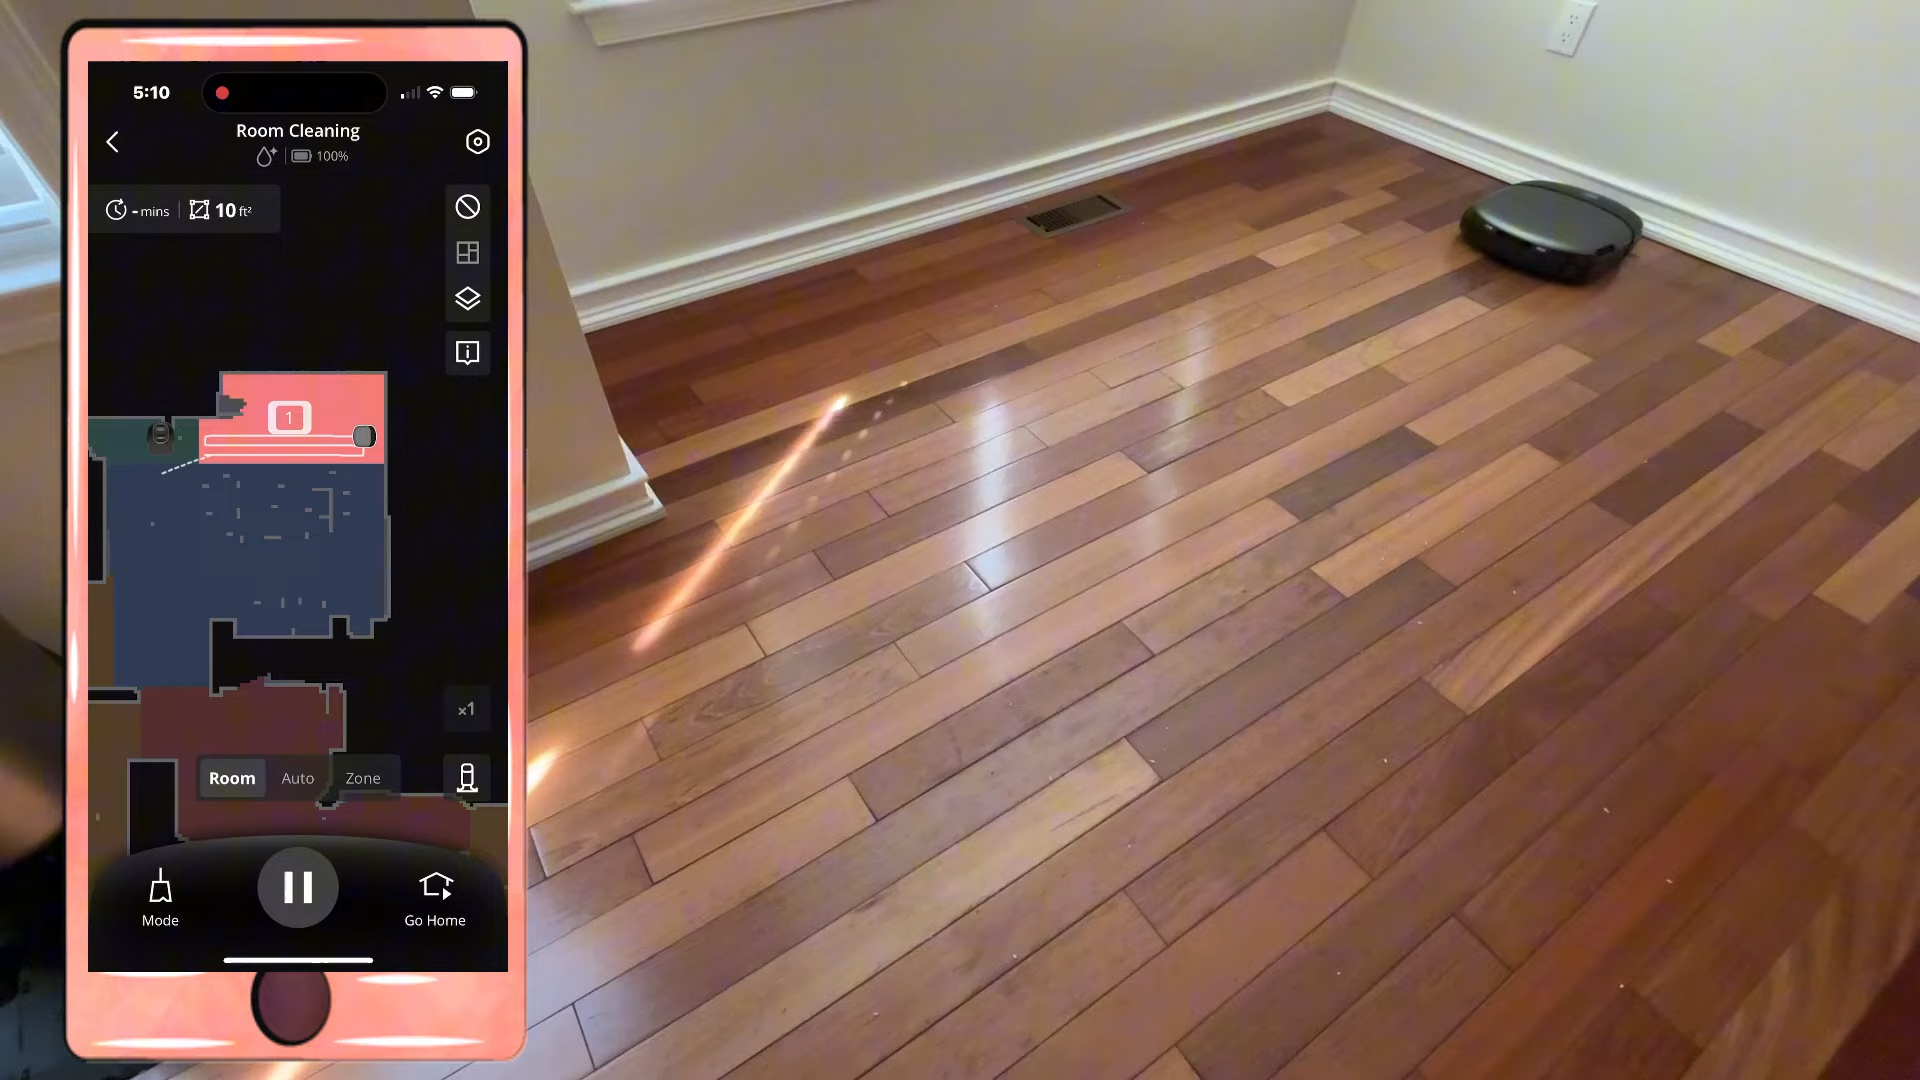 5:10
Room Cleaning
100%
- mins
10 ft²
1
x1
Room Auto Zone
Mode
Go Home